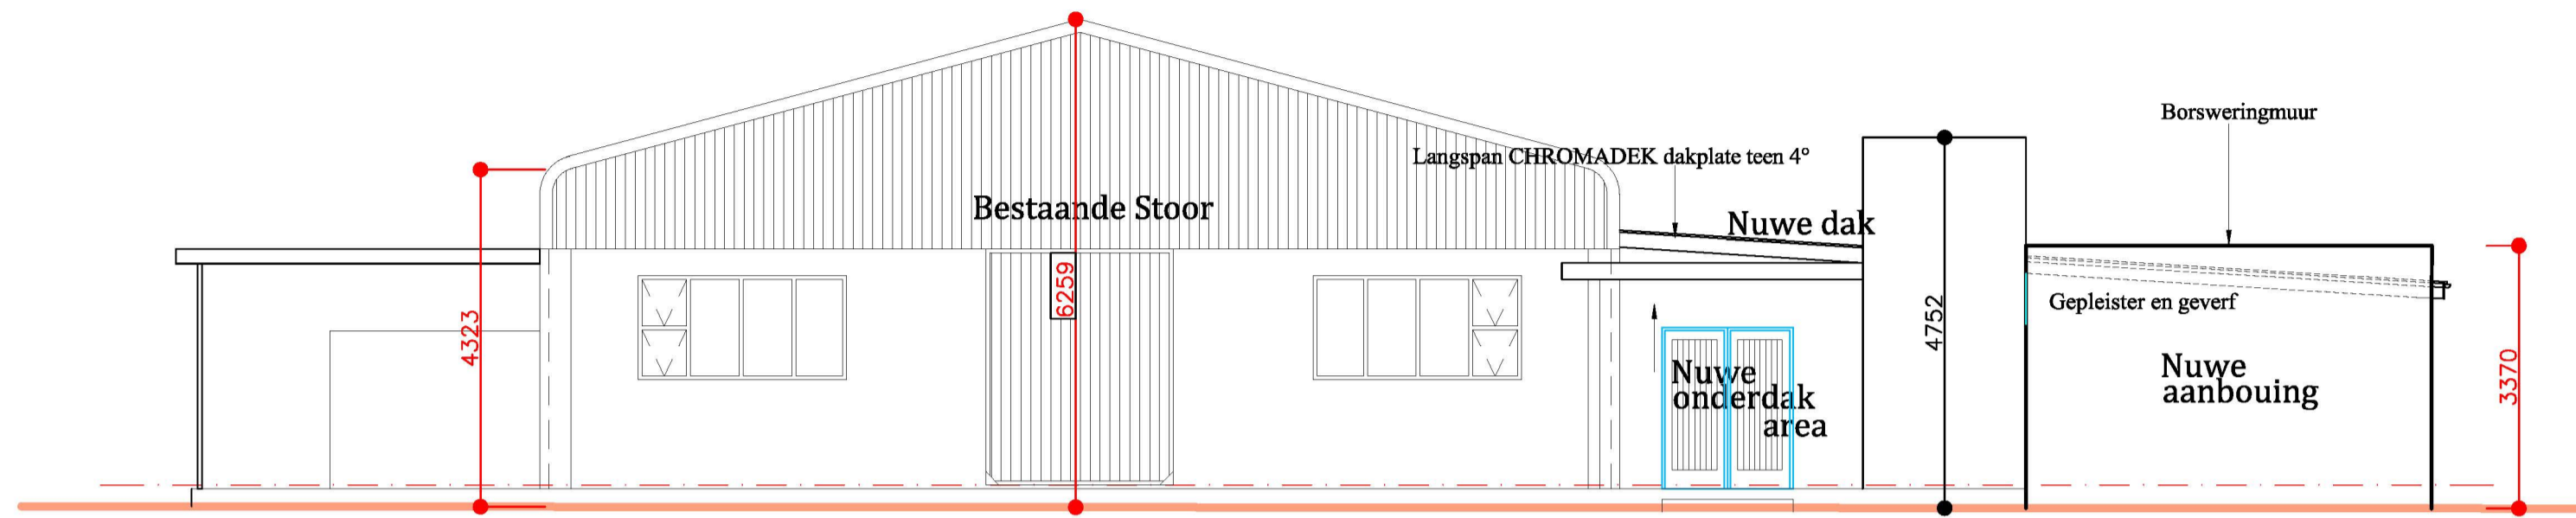 Borsweringmuur
Langspan CHROMADEK dakplate teen 4°
Bestaande Stoor
Nuwe dak
6259
4323
4752
Gepleister en geverf
Nuwe
onderdak
area
Nuwe
aanbouing
3370